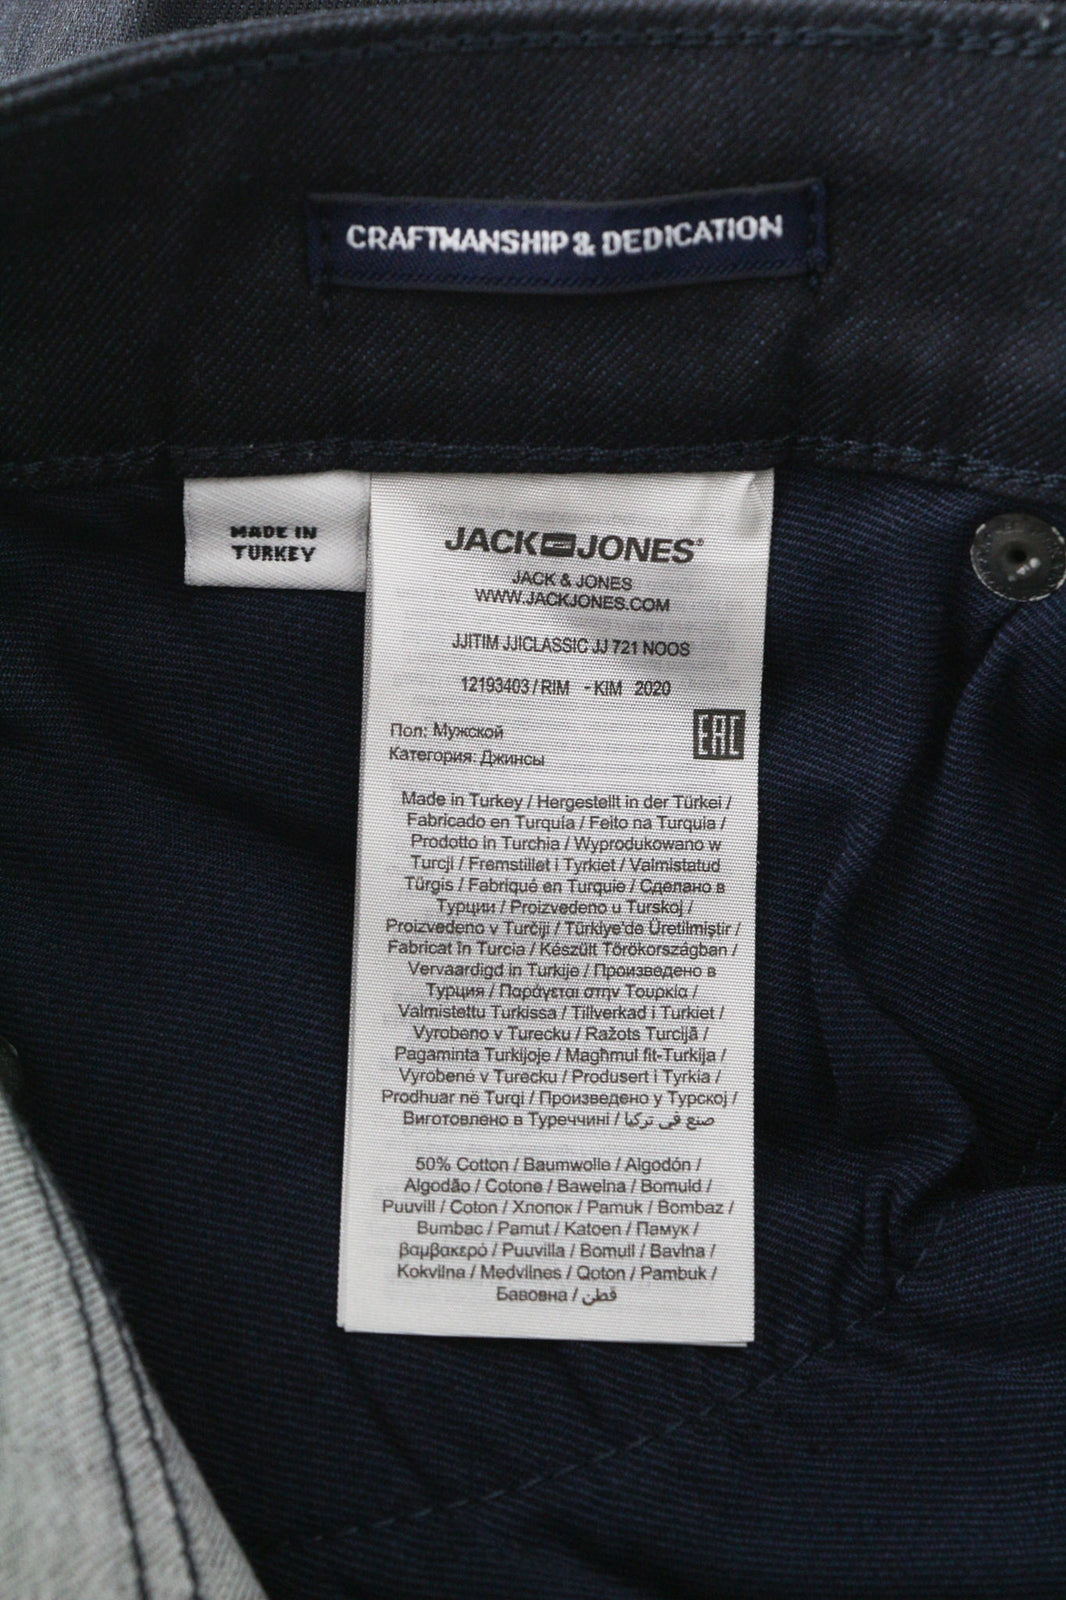 CRAFTMANSHIP & DEDICATION
MADE IN
TURKEY
JACK JONES®
JACK & JONES
WWW.JACKJONES.COM
JJITIM JJICLASSIC JJ 721 NOOS
12193403 / RIM - KIM 2020
EAC
Пол: Мужской
Категория: Джинсы
Made in Turkey / Hergestellt in der Türkei /
Fabricado en Turquía / Feito na Turquia /
Prodotto in Turchia / Wyprodukowano w
Turcji / Fremstillet i Tyrkiet / Valmistatud
Türgis / Fabriqué en Turquie / Сделано в
Турции / Proizvedeno u Turskoj /
Proizvedeno v Turčiji / Türkiye'de Üretilmiştir /
Fabricat în Turcia / Készült Törökországban /
Vervaardigd in Turkije / Произведено в
Турция / Παράγεται στην Τουρκία /
Valmistettu Turkissa / Tillverkad i Turkiet /
Vyrobeno v Turecku / Ražots Turcijā /
Pagaminta Turkijoje / Magħmul fit-Turkija /
Vyrobené v Turecku / Produsert i Tyrkia /
Prodhuar në Turqi / Произведено у Турској /
Виготовлено в Туреччині / صنع في تركيا
50% Cotton / Baumwolle / Algodón /
Algodão / Cotone / Bawełna / Bomuld /
Puuvill / Coton / Хлопок / Pamuk / Bombaz /
Bumbac / Pamut / Katoen / Памук /
βαμβακερό / Puuvilla / Bomull / Bavlna /
Kokvilna / Medvilnes / Qoton / Pambuk /
Бавовна / قطن